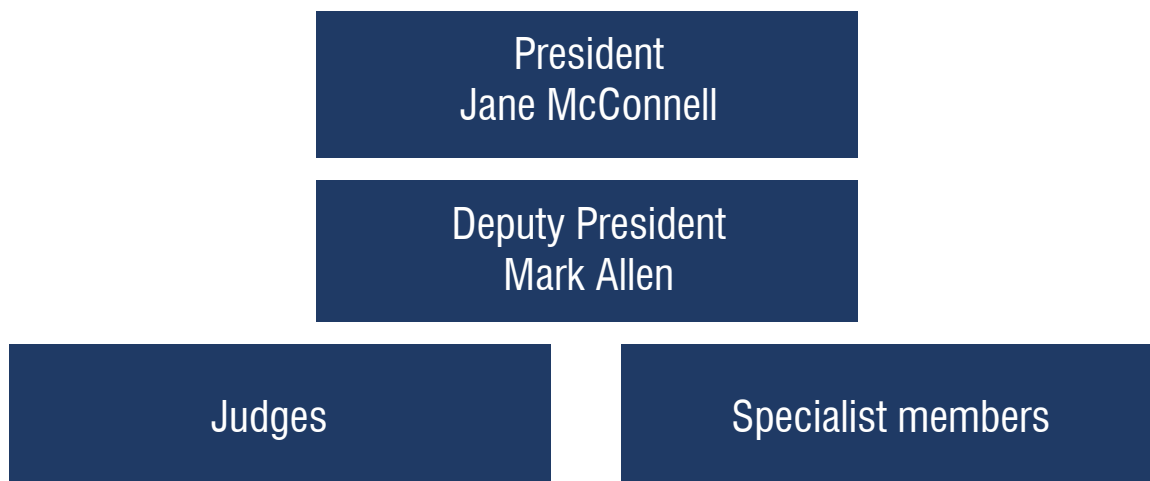 President
Jane McConnell
Deputy President
Mark Allen
Judges
Specialist members